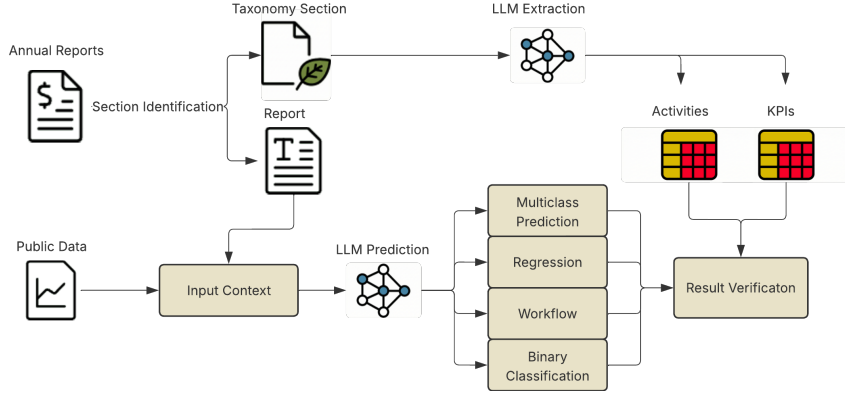 Taxonomy Section
LLM Extraction
Annual Reports
$
Section Identification
Report
T
Activities
KPIs
Public Data
Input Context
LLM Prediction
Multiclass
Prediction
Regression
Workflow
Binary
Classification
Result Verificaton